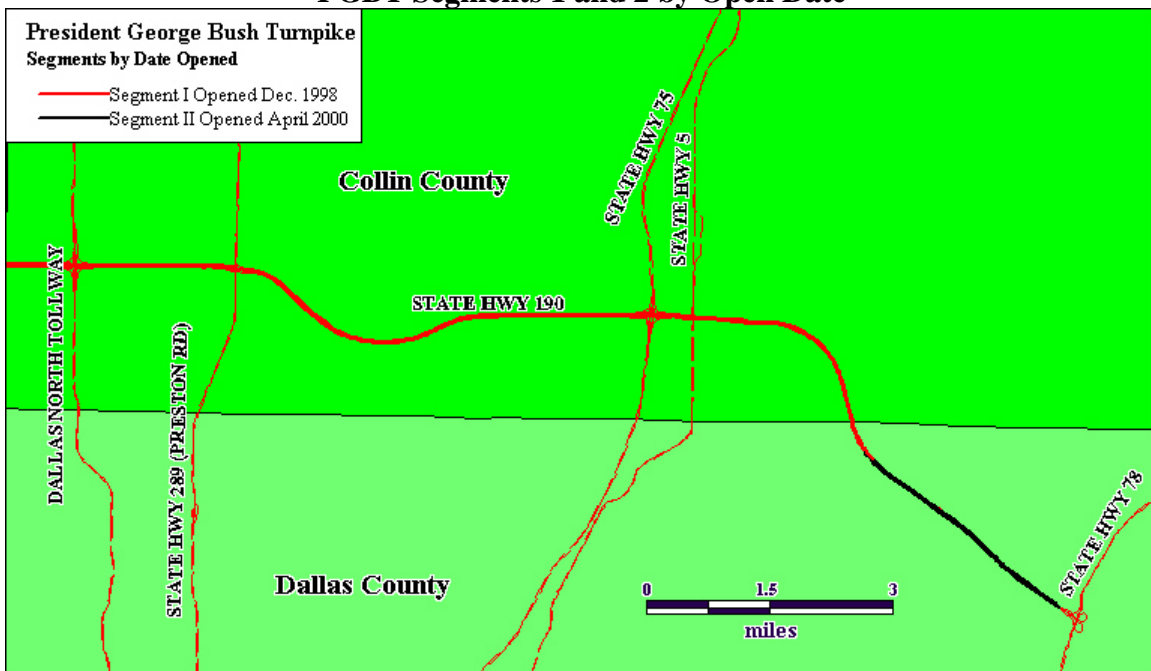 PGBT Segments 1 and 2 by Open Date
President George Bush Turnpike
Segments by Date Opened
Segment I Opened Dec. 1998
Segment II Opened April 2000
Collin County
STATE HWY 75
STATE HWY 5
DALLAS NORTH TOLLWAY
STATE HWY 190
STATE HWY 289 (PRESTON RD)
STATE HWY 78
Dallas County
0 1.5 3
miles